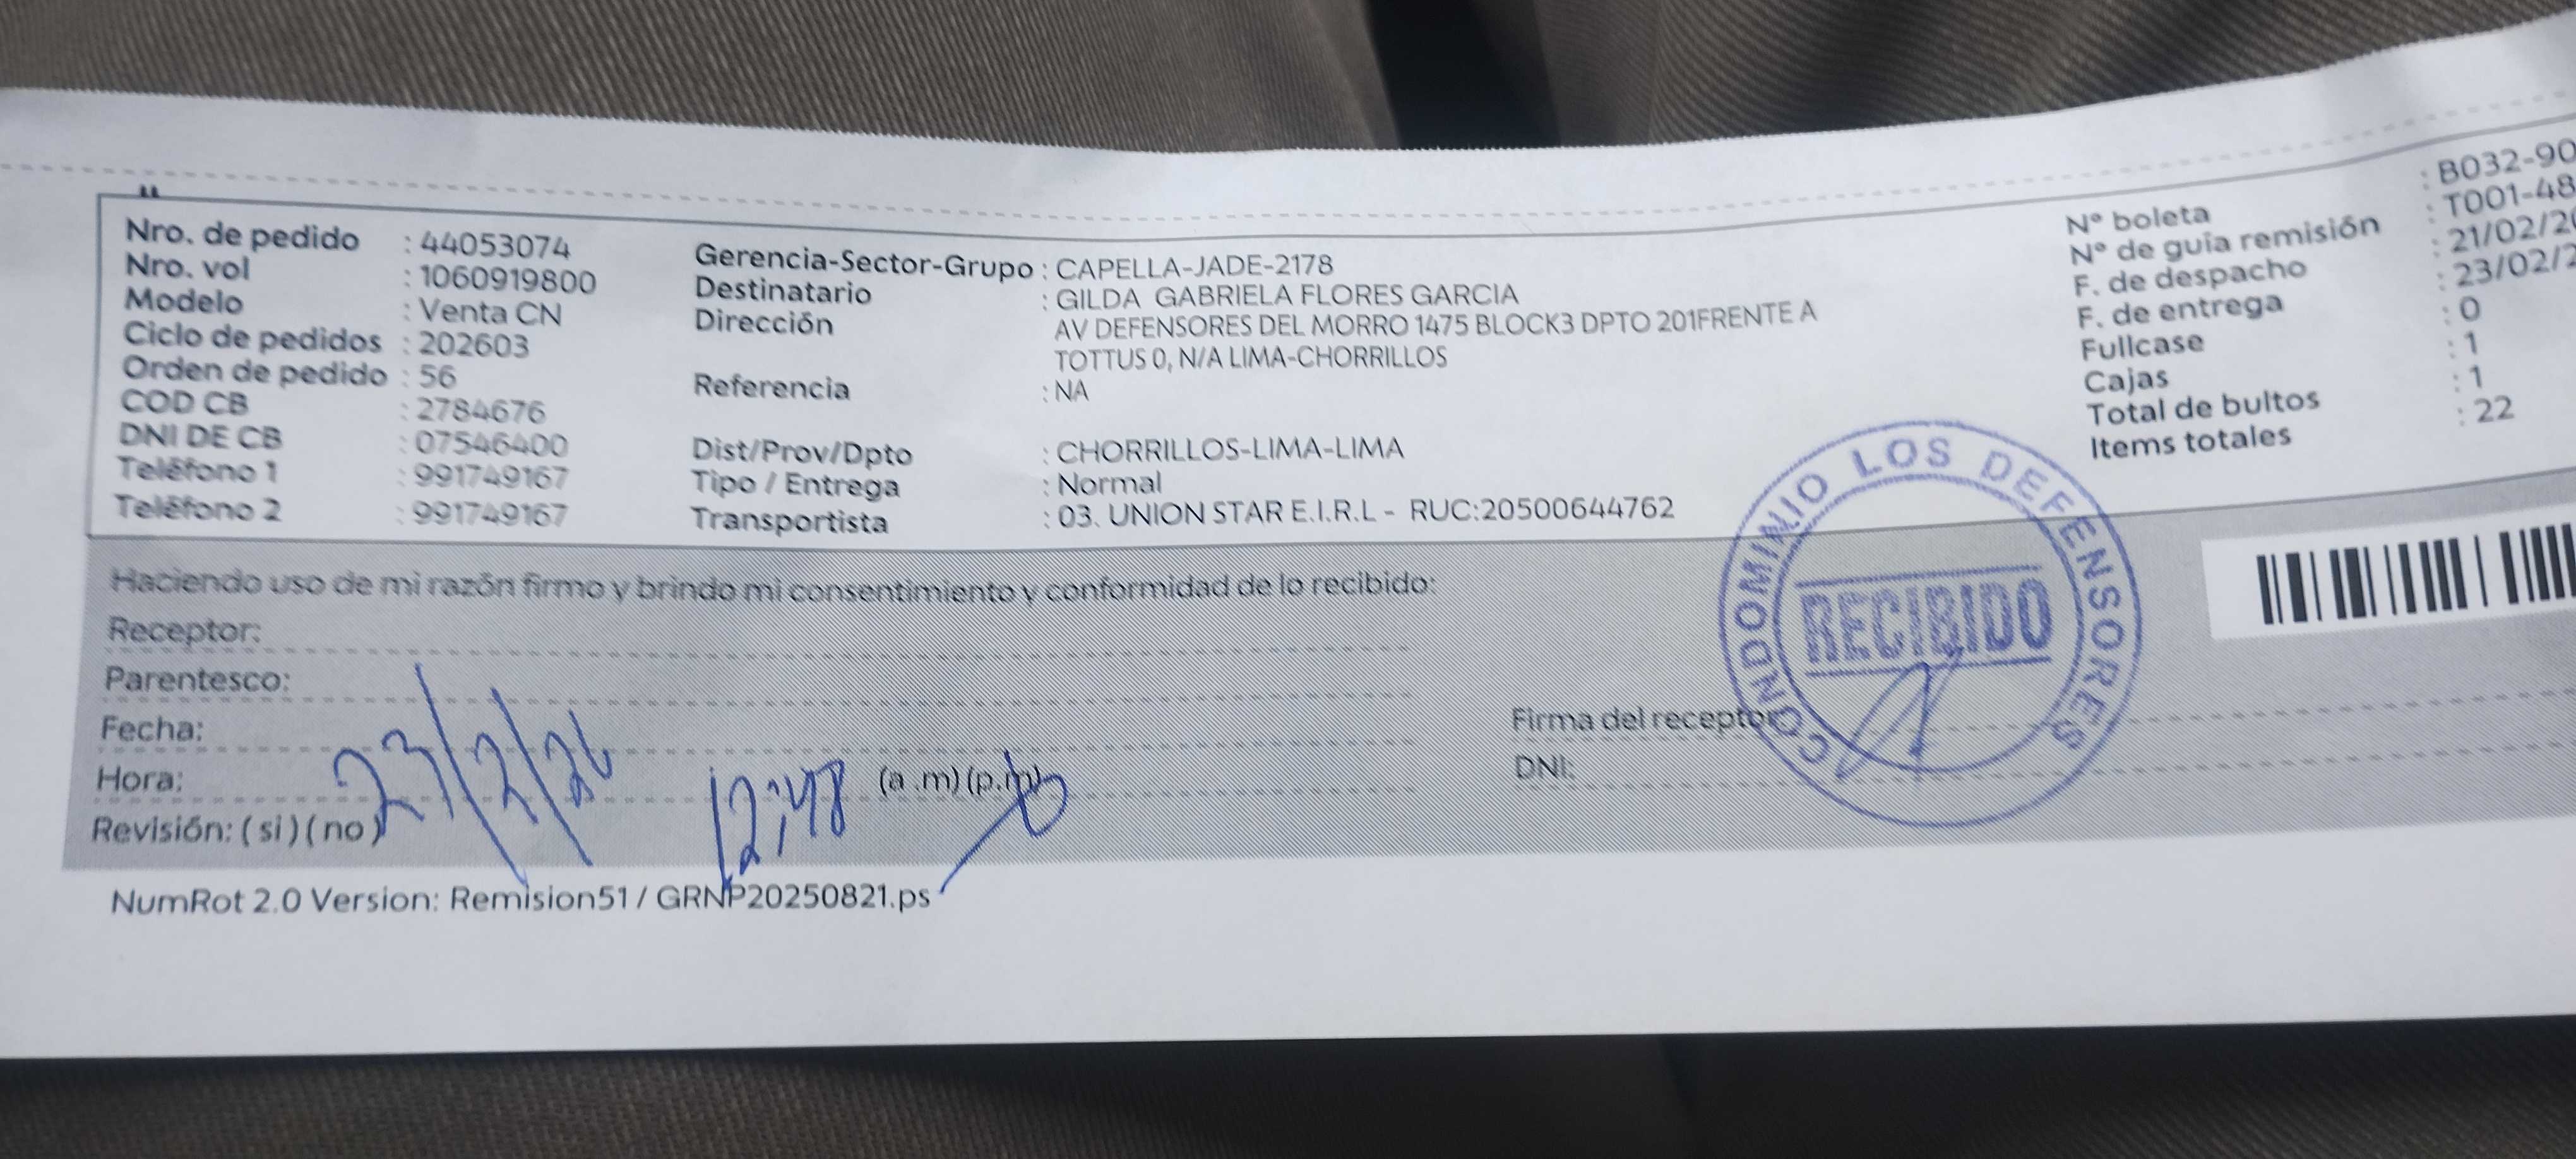 Nro. de pedido : 44053074
Nro. vol : 1060919800
Modelo : Venta CN
Ciclo de pedidos : 202603
Orden de pedido : 56
COD CB : 2784676
DNI DE CB : 07546400
Teléfono 1 : 991749167
Teléfono 2 : 991749167
Gerencia-Sector-Grupo : CAPELLA-JADE-2178
Destinatario : GILDA GABRIELA FLORES GARCIA
Dirección AV DEFENSORES DEL MORRO 1475 BLOCK3 DPTO 201FRENTE A
TOTTUS 0, N/A LIMA-CHORRILLOS
Referencia : NA
Dist/Prov/Dpto : CHORRILLOS-LIMA-LIMA
Tipo / Entrega : Normal
Transportista : 03. UNION STAR E.I.R.L - RUC:20500644762
N° boleta : B032-90
N° de guía remisión : T001-48
F. de despacho : 21/02/20
F. de entrega : 23/02/2
Fullcase : 0
Cajas : 1
Total de bultos : 1
Items totales : 22
Haciendo uso de mi razón firmo y brindo mi consentimiento y conformidad de lo recibido:
Receptor:
Parentesco:
Fecha: 23/2/26
Hora: 12:48 (a .m) (p.m)
Revisión: ( si ) ( no )
Firma del receptor:
DNI:
CONDOMINIO LOS DEFENSORES
RECIBIDO
NumRot 2.0 Version: Remision51 / GRNP20250821.ps